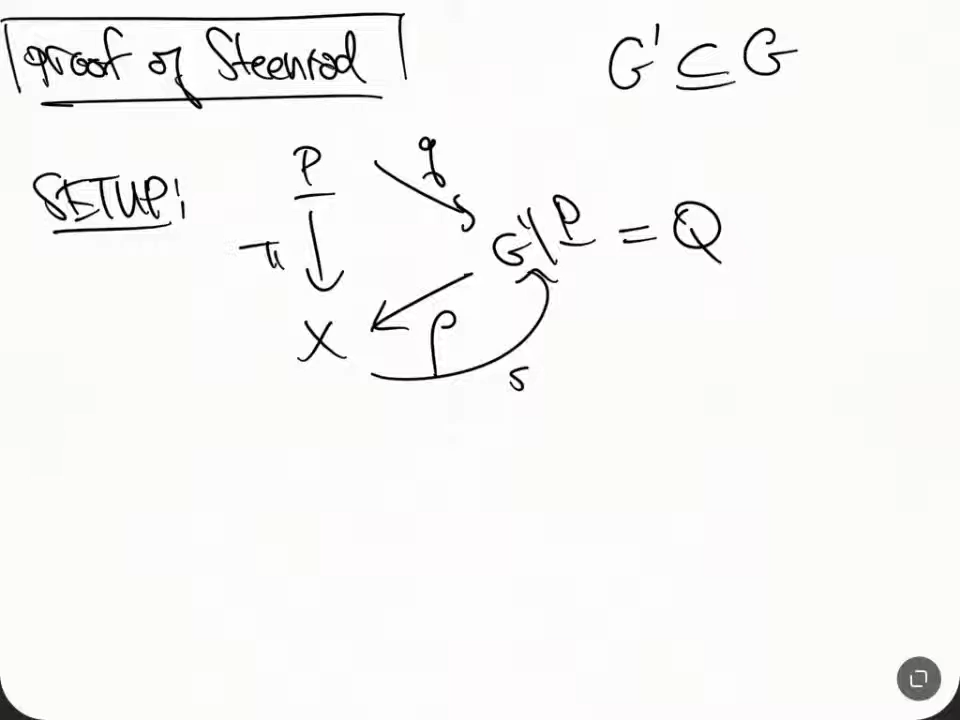 proof of Steenrod
G' ⊆ G
SETUP:
P
q
G'\P = Q
π
X
ρ
s